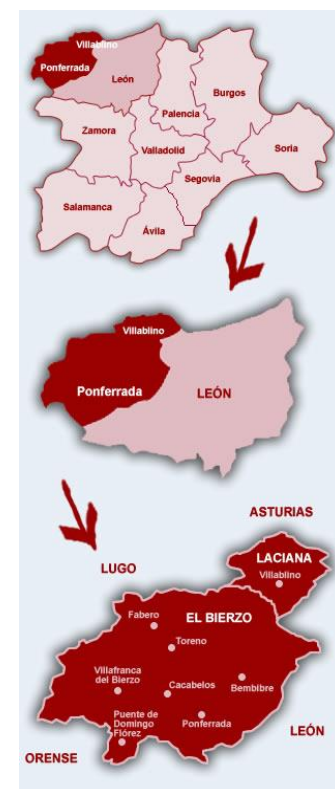 Villablino
Ponferrada
León
Burgos
Palencia
Zamora
Valladolid
Soria
Segovia
Salamanca
Ávila
Villablino
Ponferrada
LEÓN
ASTURIAS
LACIANA
Villablino
LUGO
Fabero
EL BIERZO
Toreno
Villafranca
del Bierzo
Cacabelos
Bembibre
Puente de
Domingo
Flórez
Ponferrada
LEÓN
ORENSE